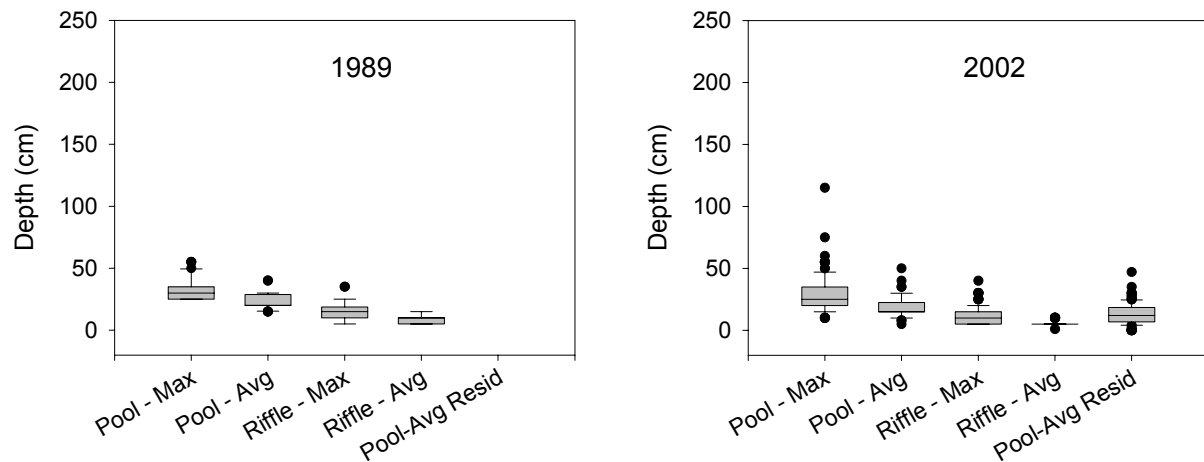 1989
Depth (cm)
250
200
150
100
50
0
Pool - Max
Pool - Avg
Riffle - Max
Riffle - Avg
Pool-Avg Resid
2002
Depth (cm)
250
200
150
100
50
0
Pool - Max
Pool - Avg
Riffle - Max
Riffle - Avg
Pool-Avg Resid